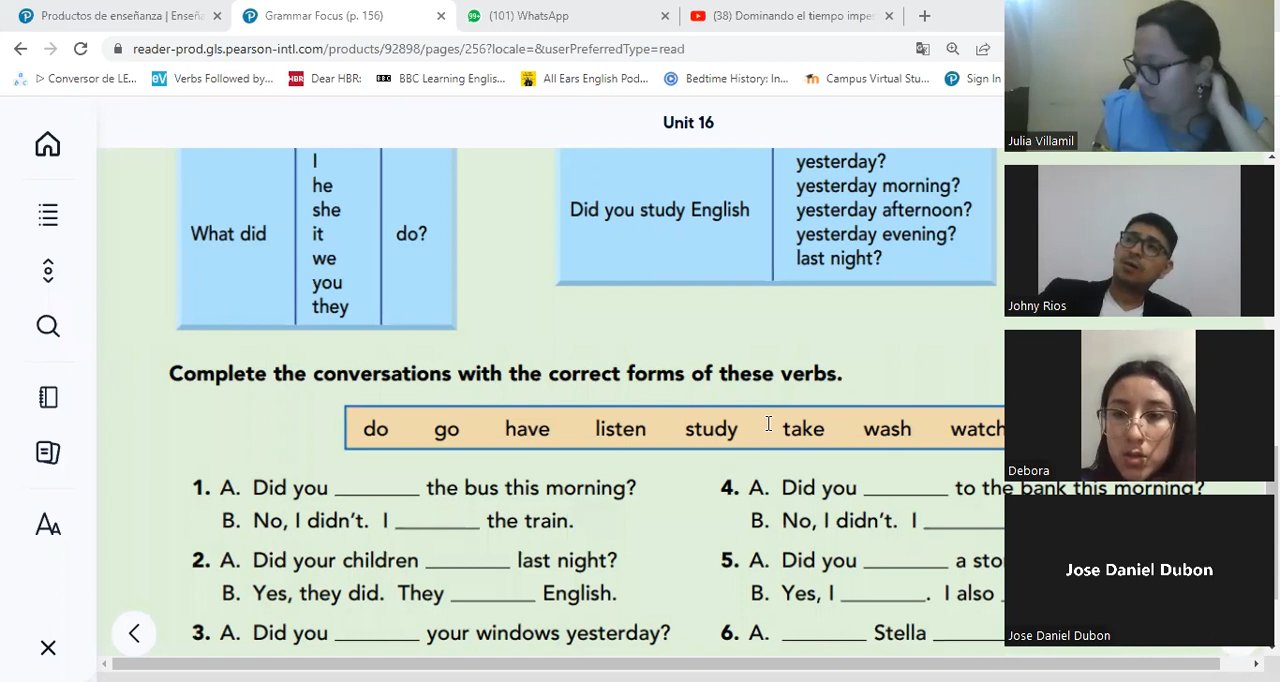 Productos de enseñanza | Enseñ
Grammar Focus (p. 156)
(101) WhatsApp
(38) Dominando el tiempo impe
reader-prod.gls.pearson-intl.com/products/92898/pages/256?locale=&userPreferredType=read
▷ Conversor de LE...
Verbs Followed by...
Dear HBR:
BBC Learning Englis...
All Ears English Pod...
Bedtime History: In...
Campus Virtual Stu...
Sign In
Unit 16
What did
I
he
she
it
we
you
they
do?
Did you study English
yesterday?
yesterday morning?
yesterday afternoon?
yesterday evening?
last night?
Complete the conversations with the correct forms of these verbs.
do go have listen study take wash watch
1. A. Did you ________ the bus this morning?
B. No, I didn't. I ________ the train.
2. A. Did your children ________ last night?
B. Yes, they did. They ________ English.
3. A. Did you ________ your windows yesterday?
4. A. Did you ________ to the bank this morning?
B. No, I didn't. I ________
5. A. Did you ________ a sto
B. Yes, I ________. I also
6. A. ________ Stella ________
Julia Villamil
Johny Rios
Debora
Jose Daniel Dubon
Jose Daniel Dubon